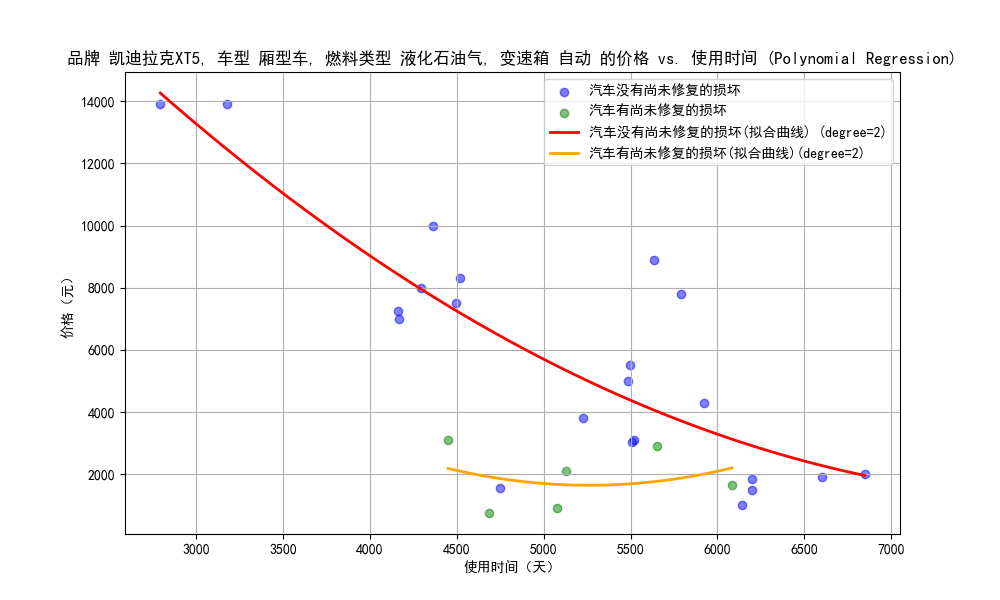 品牌 凯迪拉克XT5, 车型 厢型车, 燃料类型 液化石油气, 变速箱 自动 的价格 vs. 使用时间 (Polynomial Regression)
汽车没有尚未修复的损坏
汽车有尚未修复的损坏
汽车没有尚未修复的损坏(拟合曲线) (degree=2)
汽车有尚未修复的损坏(拟合曲线)(degree=2)
14000
12000
10000
8000
6000
4000
2000
价格（元）
3000 3500 4000 4500 5000 5500 6000 6500 7000
使用时间（天）